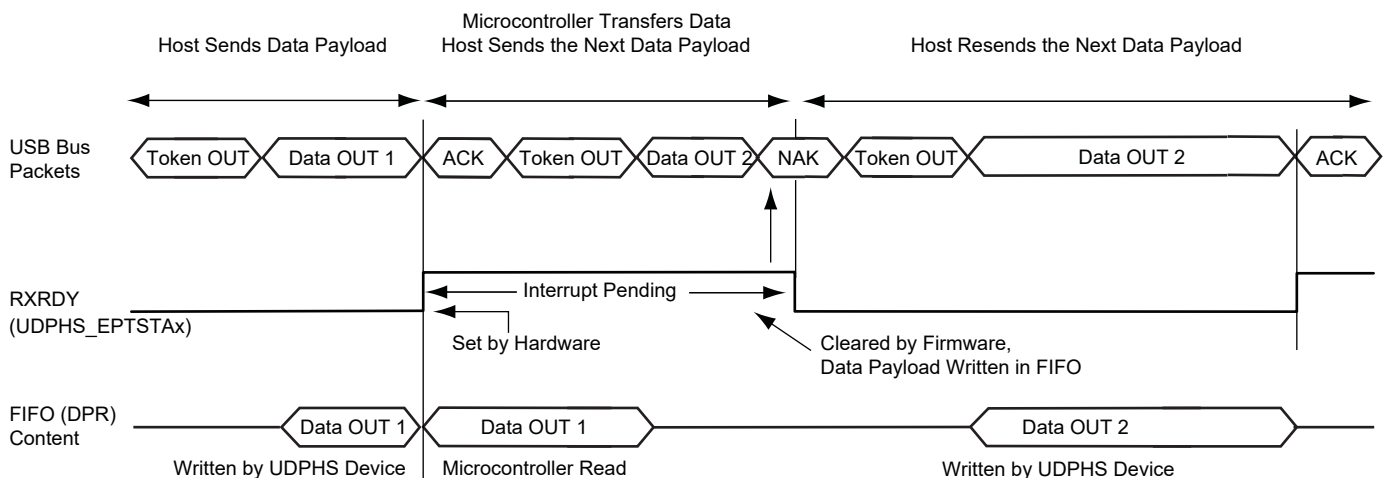 Microcontroller Transfers Data
Host Sends Data Payload
Host Sends the Next Data Payload
Host Resends the Next Data Payload
USB Bus
Packets
Token OUT
Data OUT 1
ACK
Token OUT
Data OUT 2
NAK
Token OUT
Data OUT 2
ACK
RXRDY
(UDPHS_EPTSTAx)
Interrupt Pending
Set by Hardware
Cleared by Firmware,
Data Payload Written in FIFO
FIFO (DPR)
Content
Data OUT 1
Data OUT 1
Data OUT 2
Written by UDPHS Device
Microcontroller Read
Written by UDPHS Device